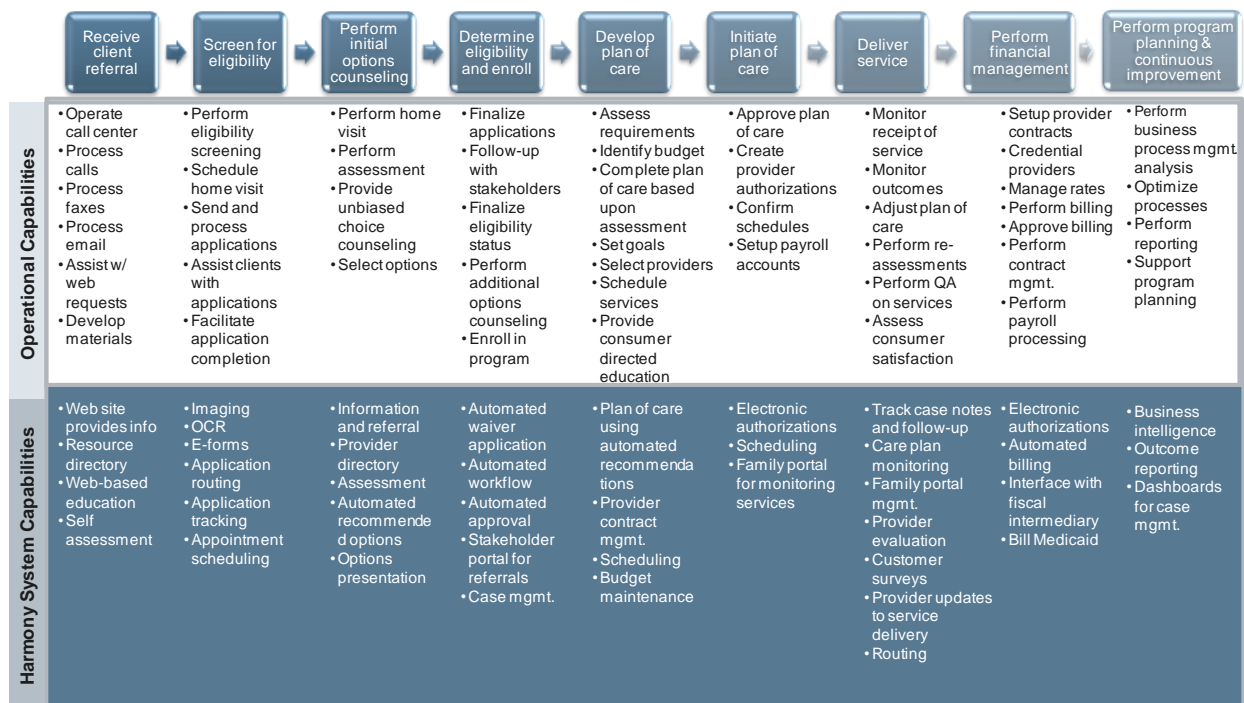 Receive
client
referral
Screen for
eligibility
Perform
initial
options
counseling
Determine
eligibility
and enroll
Develop
plan of
care
Initiate
plan of
care
Deliver
service
Perform
financial
management
Perform program
planning &
continuous
improvement
Operational Capabilities
• Operate
call center
• Process
calls
• Process
faxes
• Process
email
• Assist w/
web
requests
• Develop
materials
• Perform
eligibility
screening
• Schedule
home visit
• Send and
process
applications
• Assist clients
with
applications
• Facilitate
application
completion
• Perform home
visit
• Perform
assessment
• Provide
unbiased
choice
counseling
• Select options
• Finalize
applications
• Follow-up
with
stakeholders
• Finalize
eligibility
status
• Perform
additional
options
counseling
• Enroll in
program
• Assess
requirements
• Identify budget
• Complete plan
of care based
upon
assessment
• Set goals
• Select providers
• Schedule
services
• Provide
consumer
directed
education
• Approve plan
of care
• Create
provider
authorizations
• Confirm
schedules
• Setup payroll
accounts
• Monitor
receipt of
service
• Monitor
outcomes
• Adjust plan of
care
• Perform re-
assessments
• Perform QA
on services
• Assess
consumer
satisfaction
• Setup provider
contracts
• Credential
providers
• Manage rates
• Perform billing
• Approve billing
• Perform
contract
mgmt.
• Perform
payroll
processing
• Perform
business
process mgmt.
analysis
• Optimize
processes
• Perform
reporting
• Support
program
planning
Harmony System Capabilities
• Web site
provides info
• Resource
directory
• Web-based
education
• Self
assessment
• Imaging
• OCR
• E-forms
• Application
routing
• Application
tracking
• Appointment
scheduling
• Information
and referral
• Provider
directory
• Assessment
• Automated
recommende
d options
• Options
presentation
• Automated
waiver
application
• Automated
workflow
• Automated
approval
• Stakeholder
portal for
referrals
• Case mgmt.
• Plan of care
using
automated
recommenda
tions
• Provider
contract
mgmt.
• Scheduling
• Budget
maintenance
• Electronic
authorizations
• Scheduling
• Family portal
for monitoring
services
• Track case notes
and follow-up
• Care plan
monitoring
• Family portal
mgmt.
• Provider
evaluation
• Customer
surveys
• Provider updates
to service
delivery
• Routing
• Electronic
authorizations
• Automated
billing
• Interface with
fiscal
intermediary
• Bill Medicaid
• Business
intelligence
• Outcome
reporting
• Dashboards
for case
mgmt.